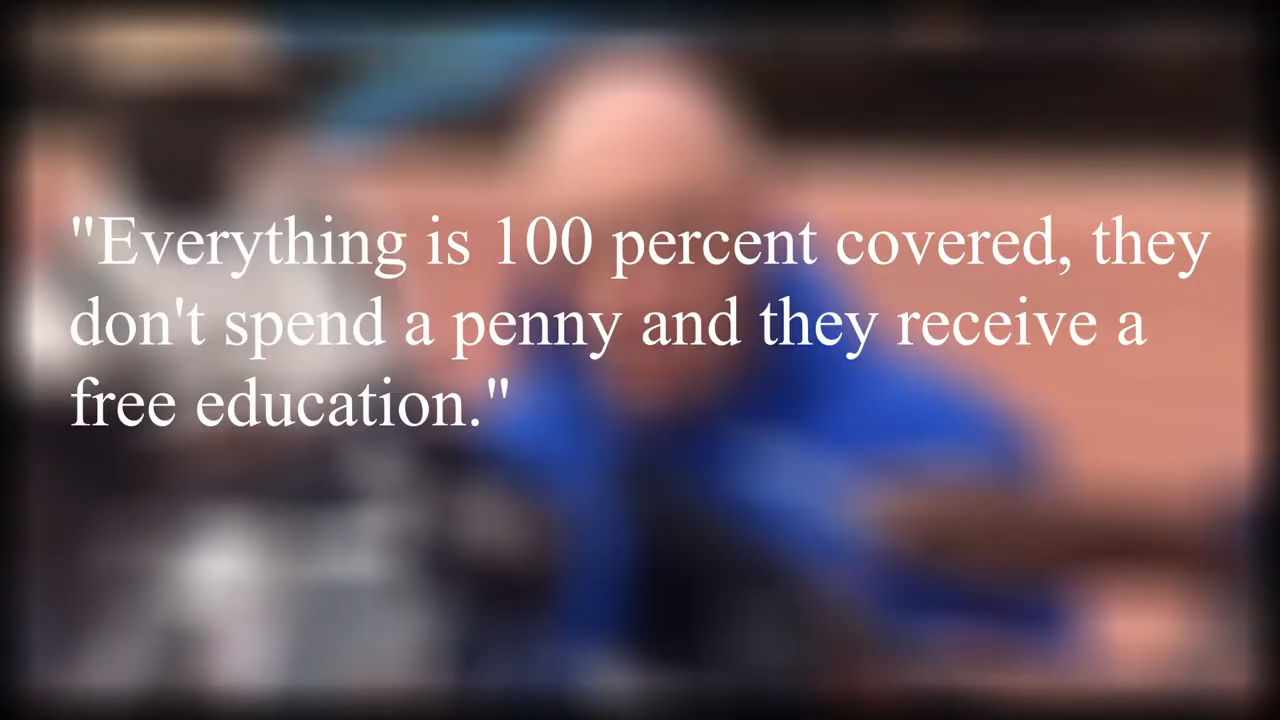 "Everything is 100 percent covered, they
don't spend a penny and they receive a
free education."